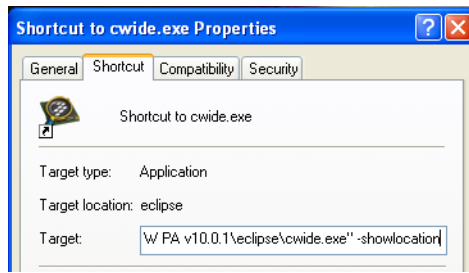 Shortcut to cwide.exe Properties
General Shortcut Compatibility Security
Shortcut to cwide.exe
Target type: Application
Target location: eclipse
Target: W PA v10.0.1\eclipse\cwide.exe" -showlocation